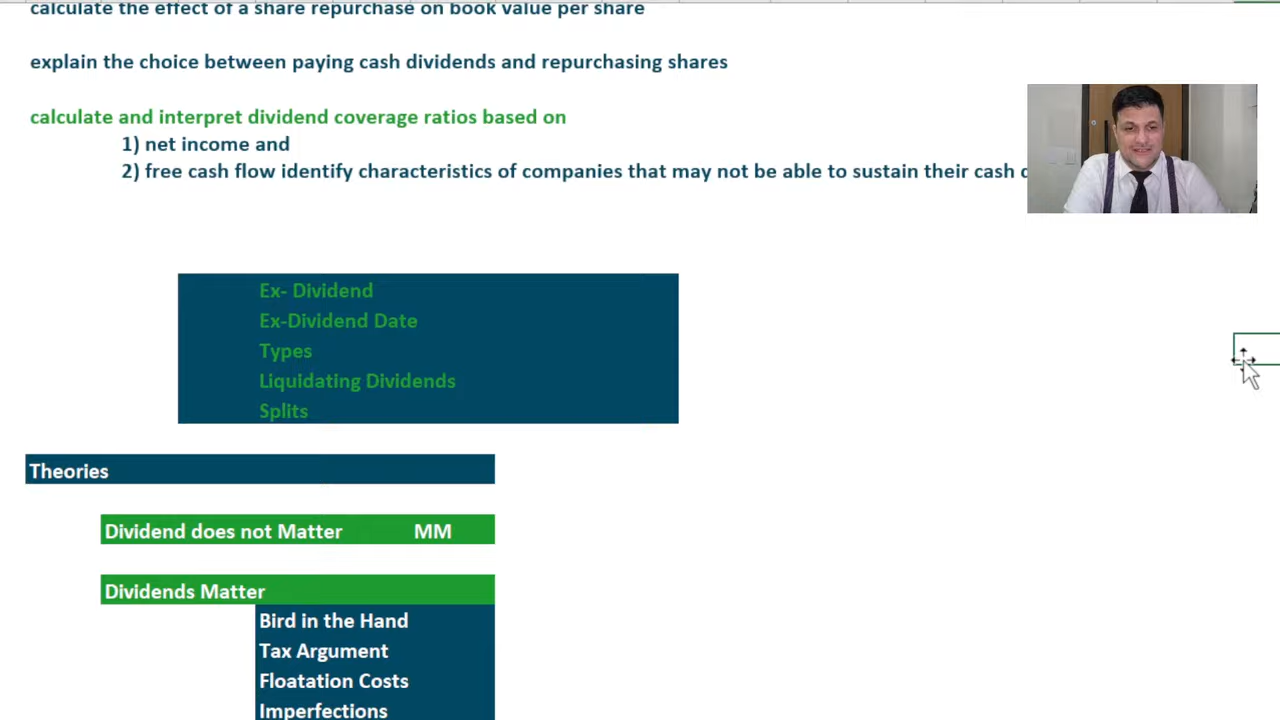 calculate the effect of a share repurchase on book value per share
explain the choice between paying cash dividends and repurchasing shares
calculate and interpret dividend coverage ratios based on
1) net income and
2) free cash flow identify characteristics of companies that may not be able to sustain their cash
Ex- Dividend
Ex-Dividend Date
Types
Liquidating Dividends
Splits
Theories
Dividend does not Matter MM
Dividends Matter
Bird in the Hand
Tax Argument
Floatation Costs
Imperfections